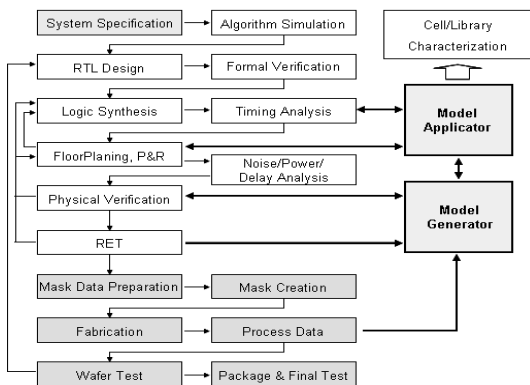 System Specification
Algorithm Simulation
Cell/Library
Characterization
RTL Design
Formal Verification
Logic Synthesis
Timing Analysis
Model
Applicator
FloorPlaning, P&R
Noise/Power/
Delay Analysis
Physical Verification
Model
Generator
RET
Mask Data Preparation
Mask Creation
Fabrication
Process Data
Wafer Test
Package & Final Test